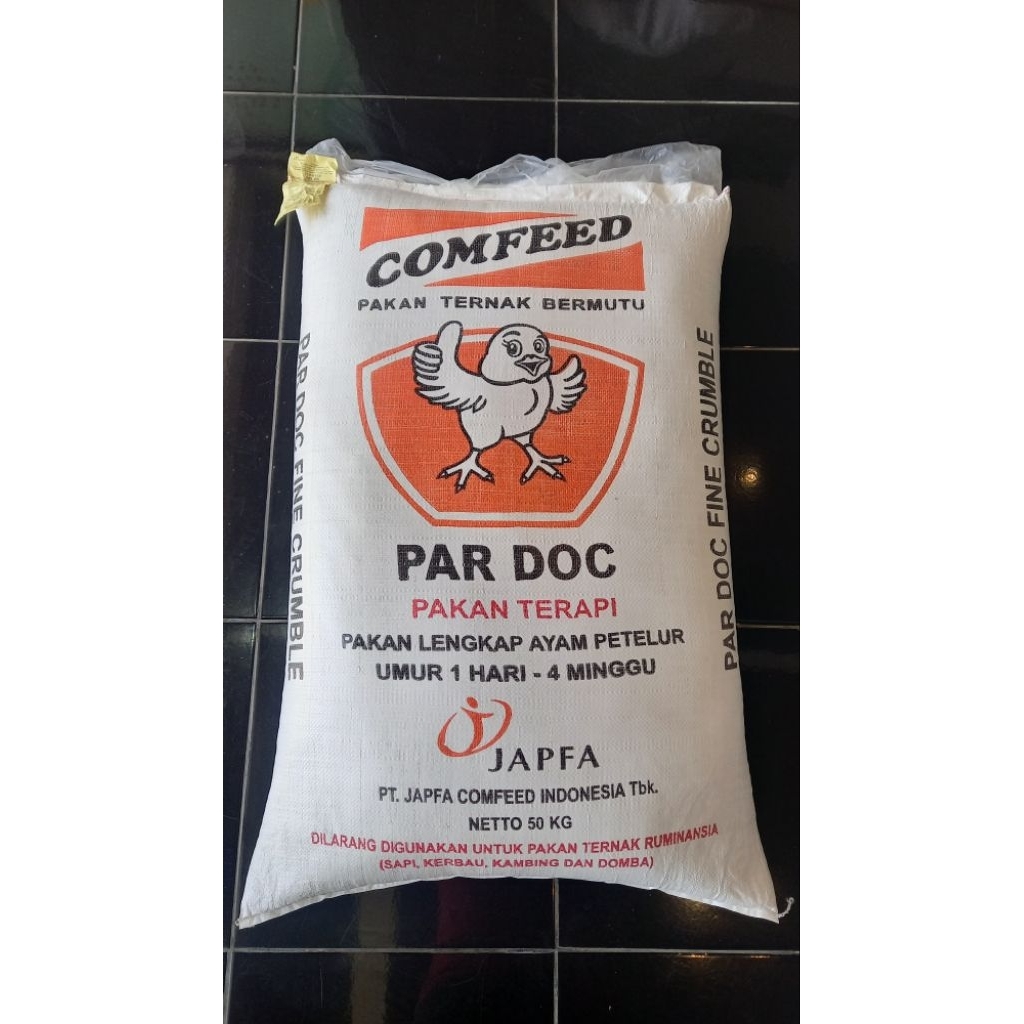 COMFEED
PAKAN TERNAK BERMUTU
PAR DOC FINE CRUMBLE
PAR DOC FINE CRUMBLE
PAR DOC
PAKAN TERAPI
PAKAN LENGKAP AYAM PETELUR
UMUR 1 HARI - 4 MINGGU
JAPFA
PT. JAPFA COMFEED INDONESIA Tbk.
NETTO 50 KG
DILARANG DIGUNAKAN UNTUK PAKAN TERNAK RUMINANSIA
(SAPI, KERBAU, KAMBING DAN DOMBA)